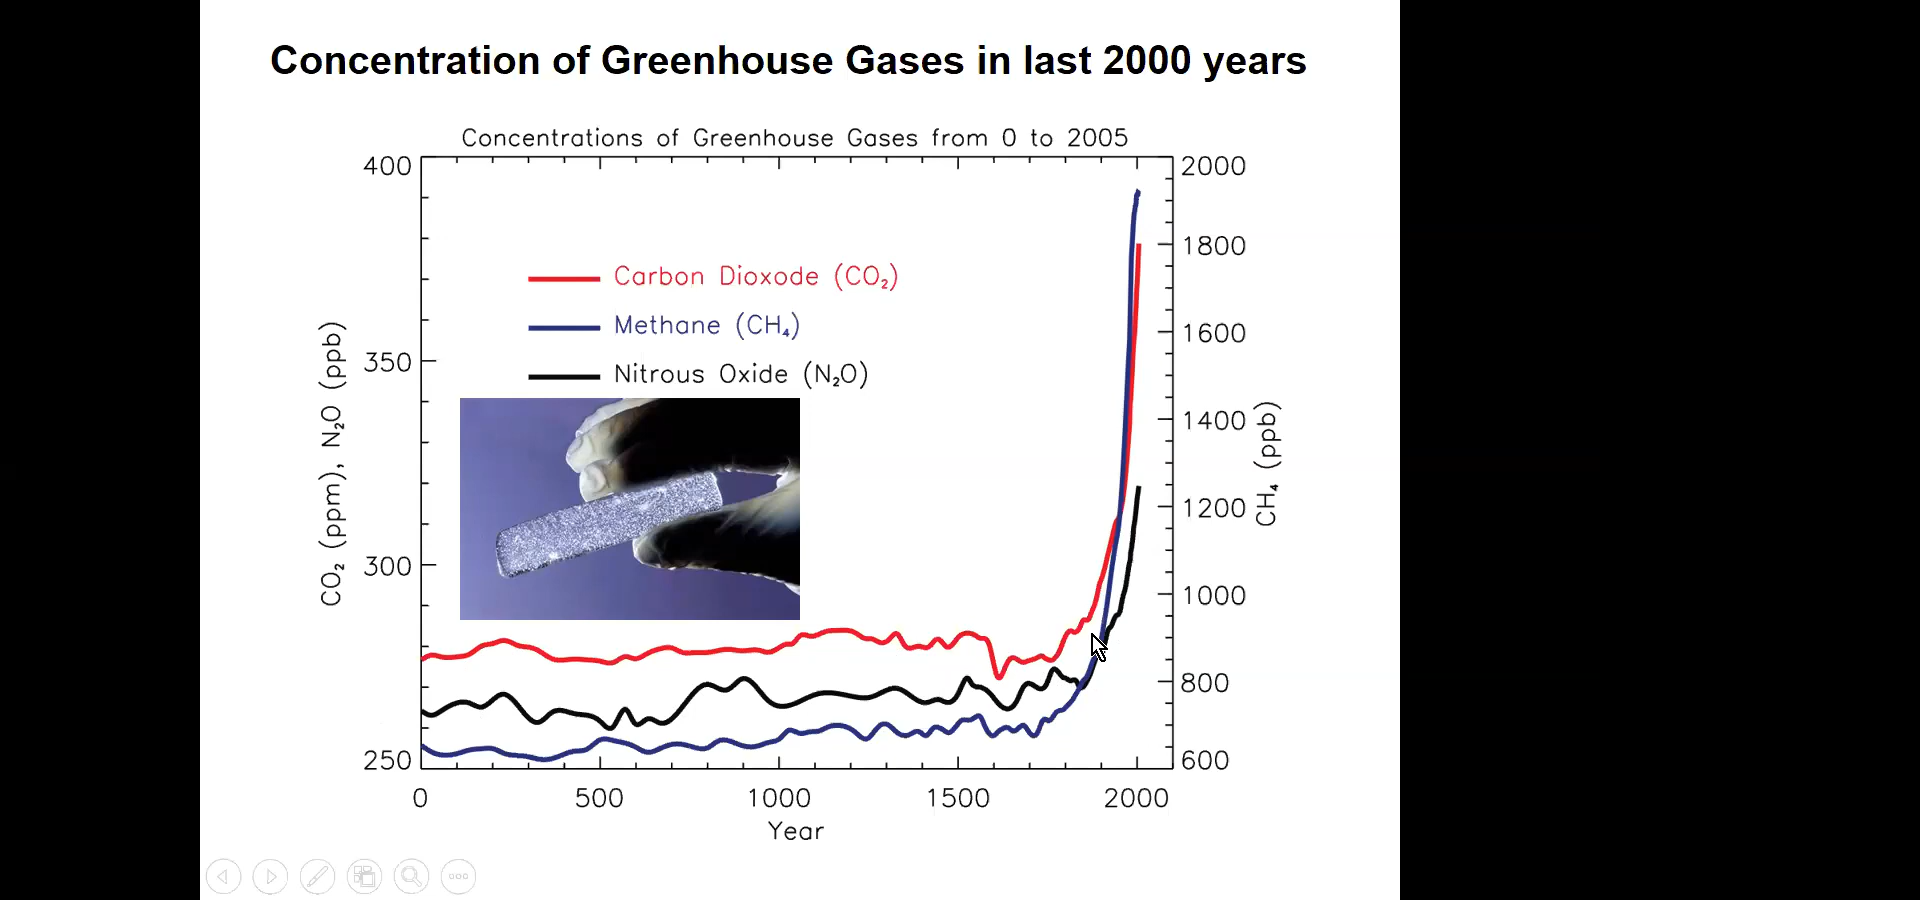 Concentration of Greenhouse Gases in last 2000 years
Concentrations of Greenhouse Gases from 0 to 2005
400
350
300
250
CO₂ (ppm), N₂O (ppb)
Carbon Dioxode (CO₂)
Methane (CH₄)
Nitrous Oxide (N₂O)
2000
1800
1600
1400
1200
1000
800
600
CH₄ (ppb)
0 500 1000 1500 2000
Year